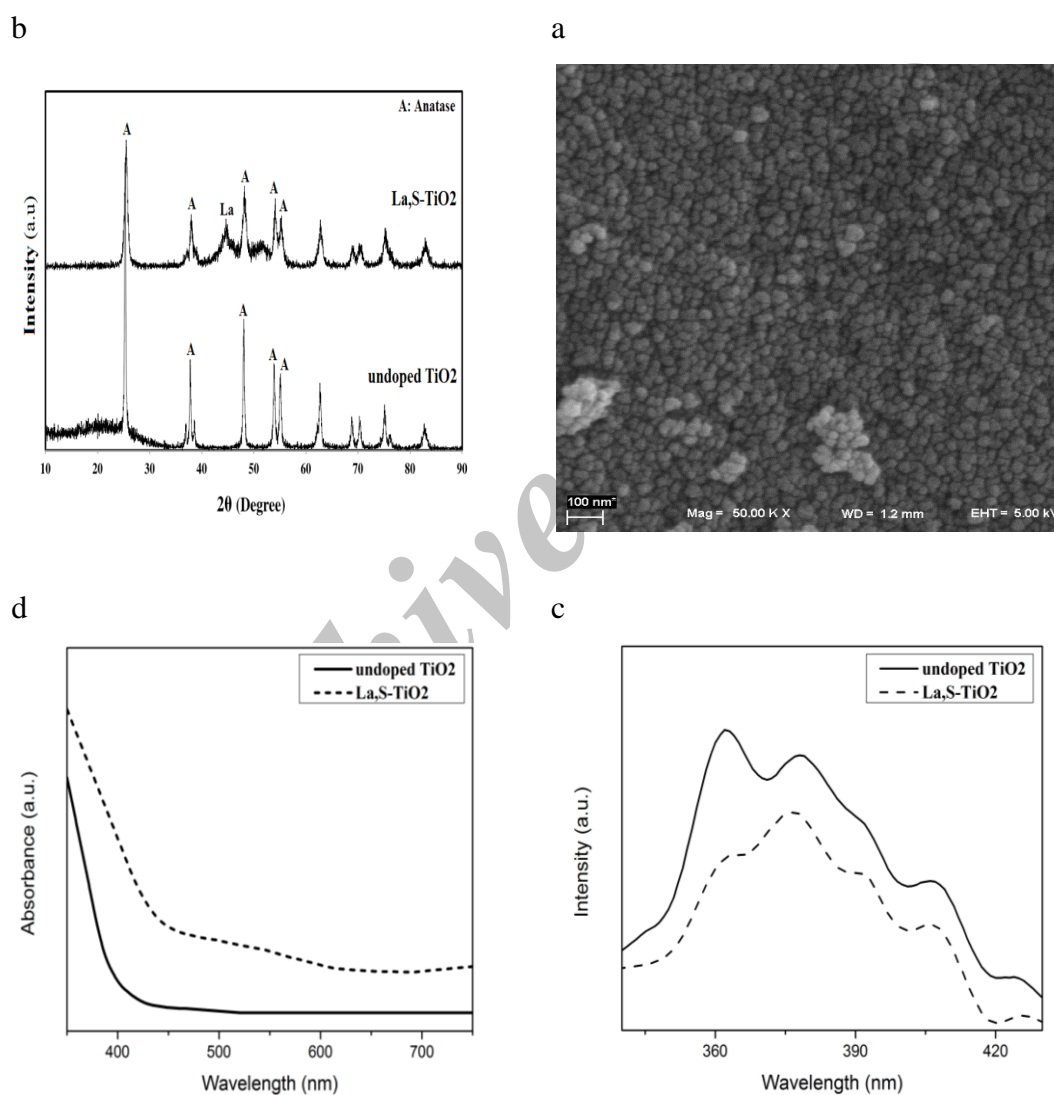 b
a
A: Anatase
A
La,S-TiO2
A
La
A
A
A
Intensity (a.u)
A
A
undoped TiO2
A
A
10 20 30 40 50 60 70 80 90
2θ (Degree)
100 nm*
Mag = 50.00 K X
WD = 1.2 mm
EHT = 5.00 kV
hive
d
c
undoped TiO2
La,S-TiO2
Absorbance (a.u.)
400 500 600 700
Wavelength (nm)
undoped TiO2
La,S-TiO2
Intensity (a.u.)
360 390 420
Wavelength (nm)